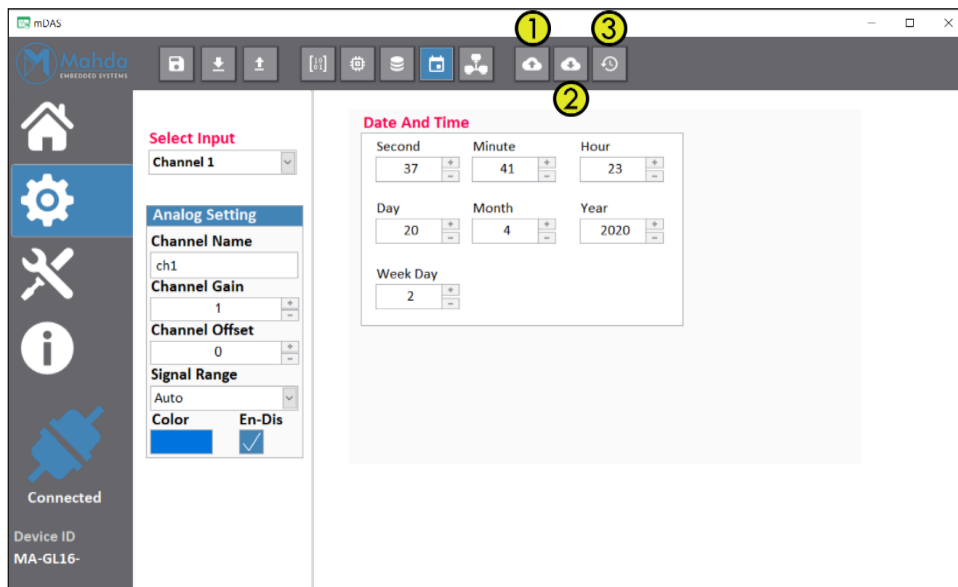 mDAS
1
3
Mahda
EMBEDDED SYSTEMS
10
01
2
Select Input
Channel 1
Analog Setting
Channel Name
ch1
Channel Gain
1
Channel Offset
0
Signal Range
Auto
Color En-Dis
Date And Time
Second Minute Hour
37 41 23
Day Month Year
20 4 2020
Week Day
2
Connected
Device ID
MA-GL16-